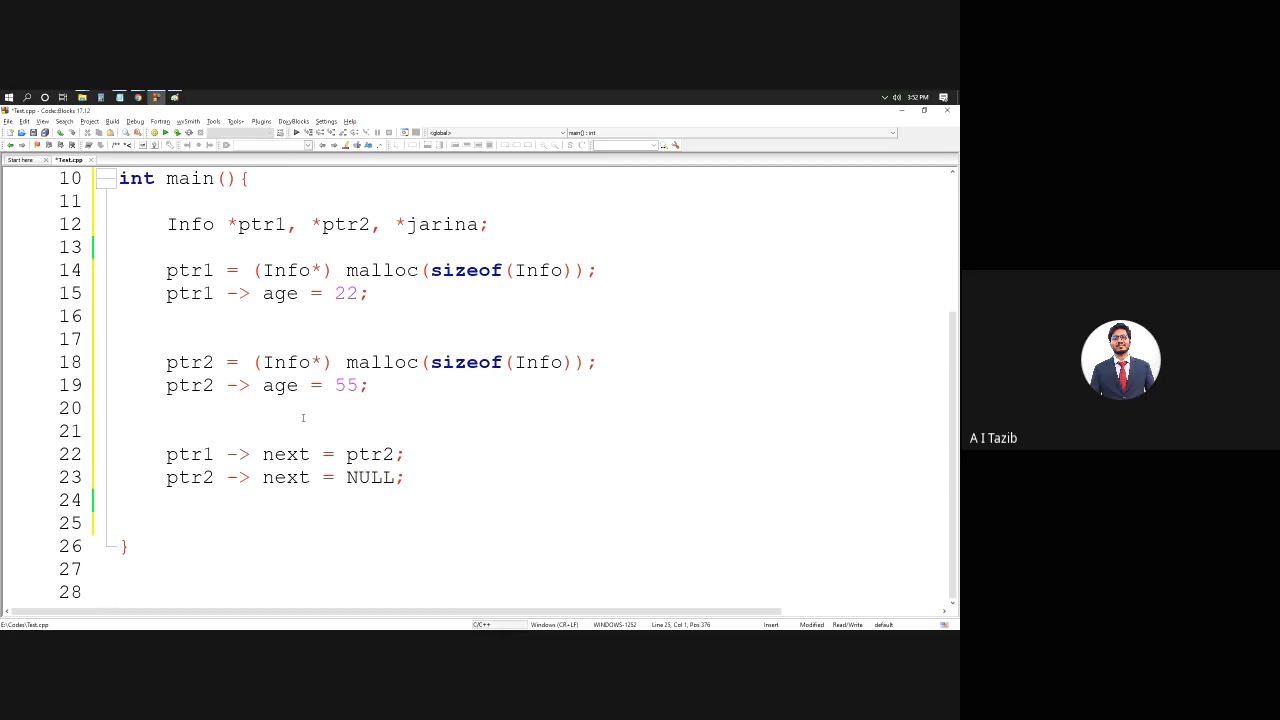 3:52 PM
*Test.cpp - Code::Blocks 17.12
File Edit View Search Project Build Debug Fortran wxSmith Tools Tools+ Plugins DoxyBlocks Settings Help
<global> main() : int
Start here *Test.cpp
10 int main(){
11
12 Info *ptr1, *ptr2, *jarina;
13
14 ptr1 = (Info*) malloc(sizeof(Info));
15 ptr1 -> age = 22;
16
17
18 ptr2 = (Info*) malloc(sizeof(Info));
19 ptr2 -> age = 55;
20
21
22 ptr1 -> next = ptr2;
23 ptr2 -> next = NULL;
24
25
26 }
27
28
E:\Codes\Test.cpp C/C++ Windows (CR+LF) WINDOWS-1252 Line 25, Col 1, Pos 376 Insert Modified Read/Write default
A I Tazib